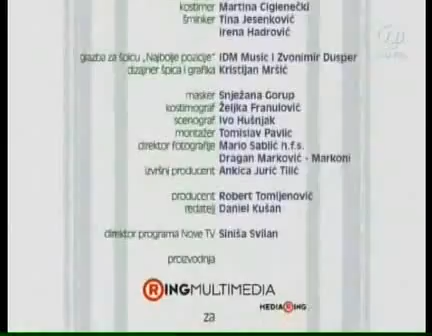 kostimer Martina Ciglenečki
šminker Tina Jesenković
Irena Hadrović
glazba za špicu „Najbolje pozicije" IDM Music i Zvonimir Dusper
dizajner špica i grafika Kristijan Mršić
masker Snježana Gorup
kostimograf Željka Franulović
scenograf Ivo Hušnjak
montažer Tomislav Pavlic
direktor fotografije Mario Sablić h.f.s.
Dragan Marković - Markoni
izvršni producent Ankica Jurić Tilić
producent Robert Tomljenović
redatelj Daniel Kušan
direktor programa Nove TV Siniša Svilan
proizvodnja
RINGMULTIMEDIA
MEDIARING
za